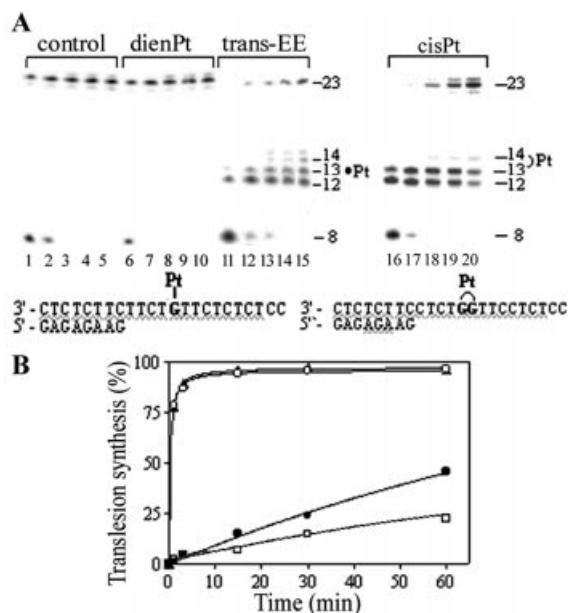 A
control dienPt trans-EE cisPt
23 23
14 14
13 Pt 13 Pt
12 12
8 8
1 2 3 4 5 6 7 8 9 10 11 12 13 14 15 16 17 18 19 20
Pt Pt
3'-CTCTCTTCTTCTGTTCTCTCTCC 3'-CTCTCTTCCTCTGGTTCCTCTCC
5'-GAGAGAAG 5'-GAGAGAAG
B
Translesion synthesis (%)
100
75
50
25
0
0 10 20 30 40 50 60
Time (min)